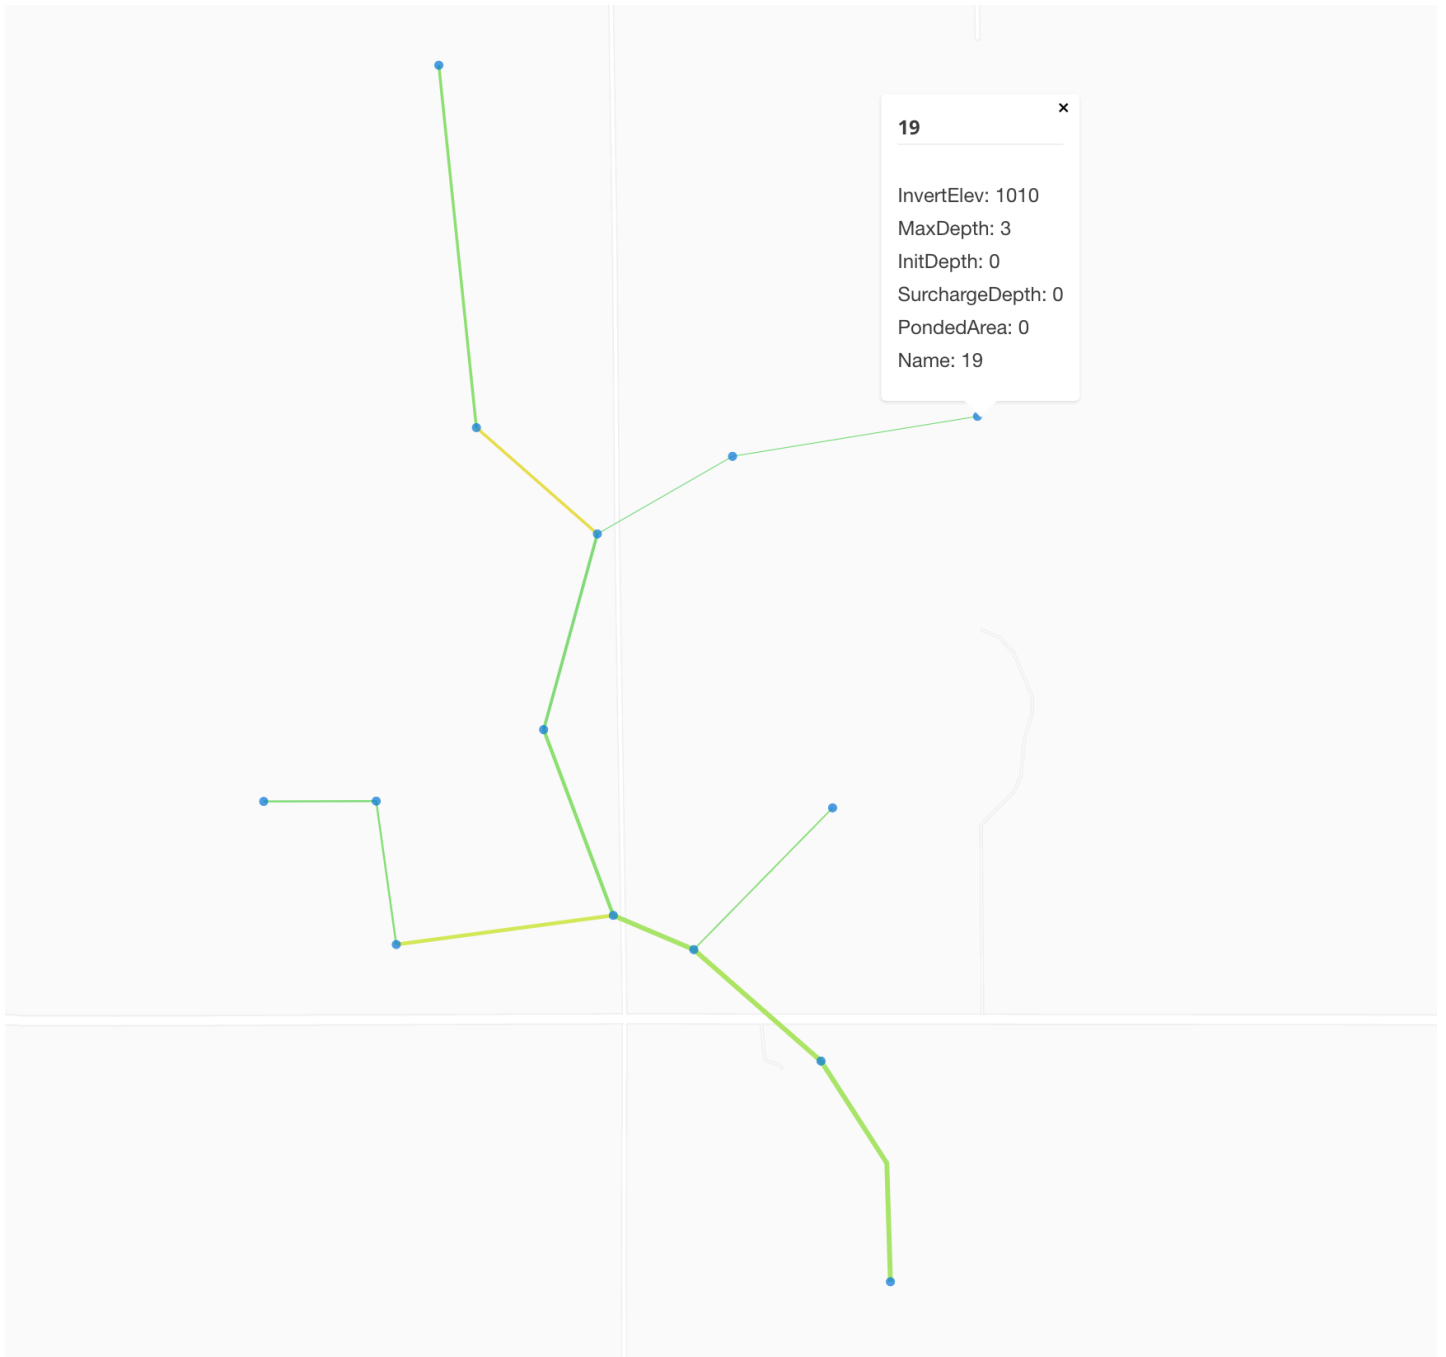 ×
19
InvertElev: 1010
MaxDepth: 3
InitDepth: 0
SurchargeDepth: 0
PondedArea: 0
Name: 19